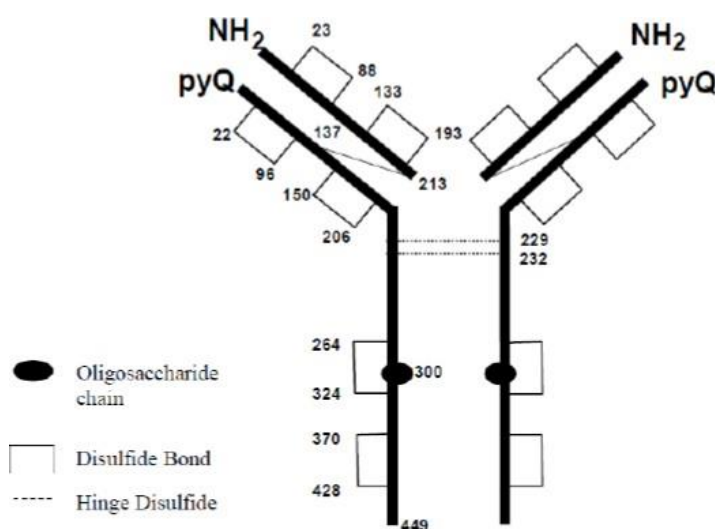 23
NH2
NH2
88
pyQ
pyQ
133
22
137
193
96
213
150
206
229
232
264
300
324
370
428
449
Oligosaccharide
chain
Disulfide Bond
Hinge Disulfide